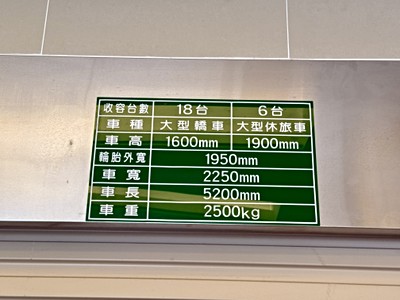 收容台數 18台 6台
車種 大型轎車 大型休旅車
車高 1600mm 1900mm
輪胎外寬 1950mm
車寬 2250mm
車長 5200mm
車重 2500kg